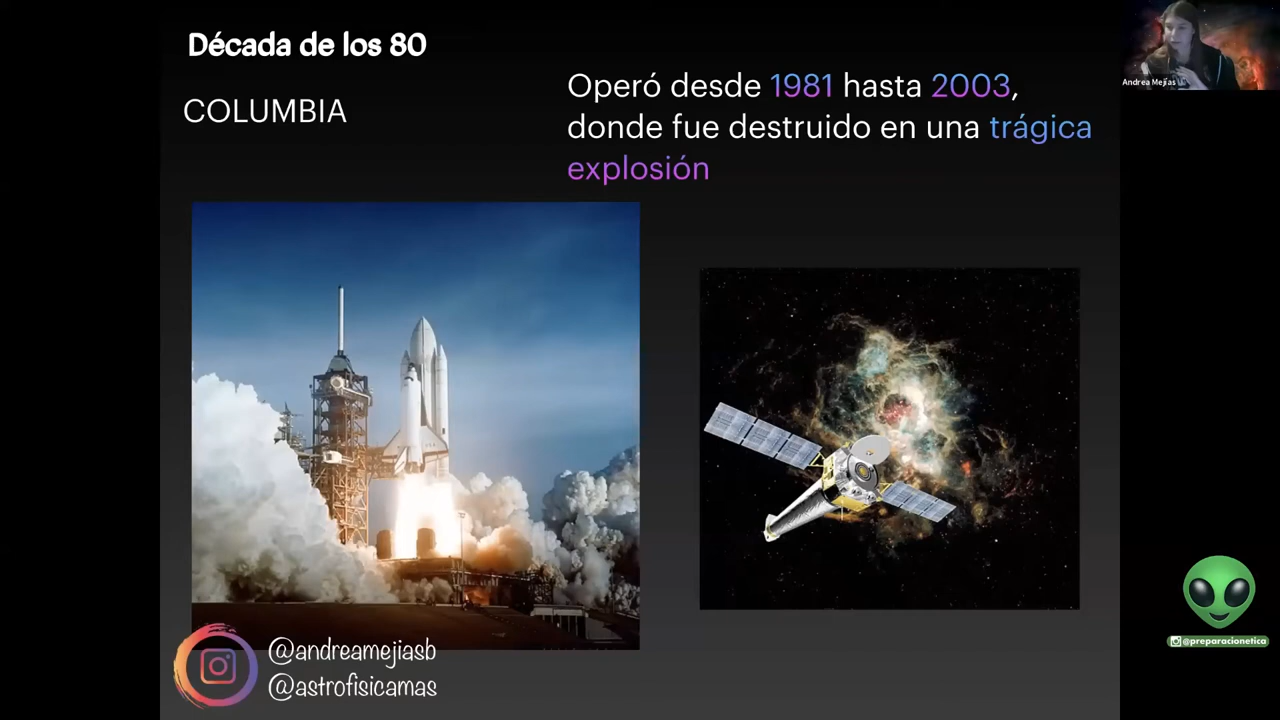 Década de los 80
COLUMBIA
Operó desde 1981 hasta 2003,
donde fue destruido en una trágica
explosión
Andrea Mejías
@andreamejiasb
@astrofisicamas
@preparacionetica